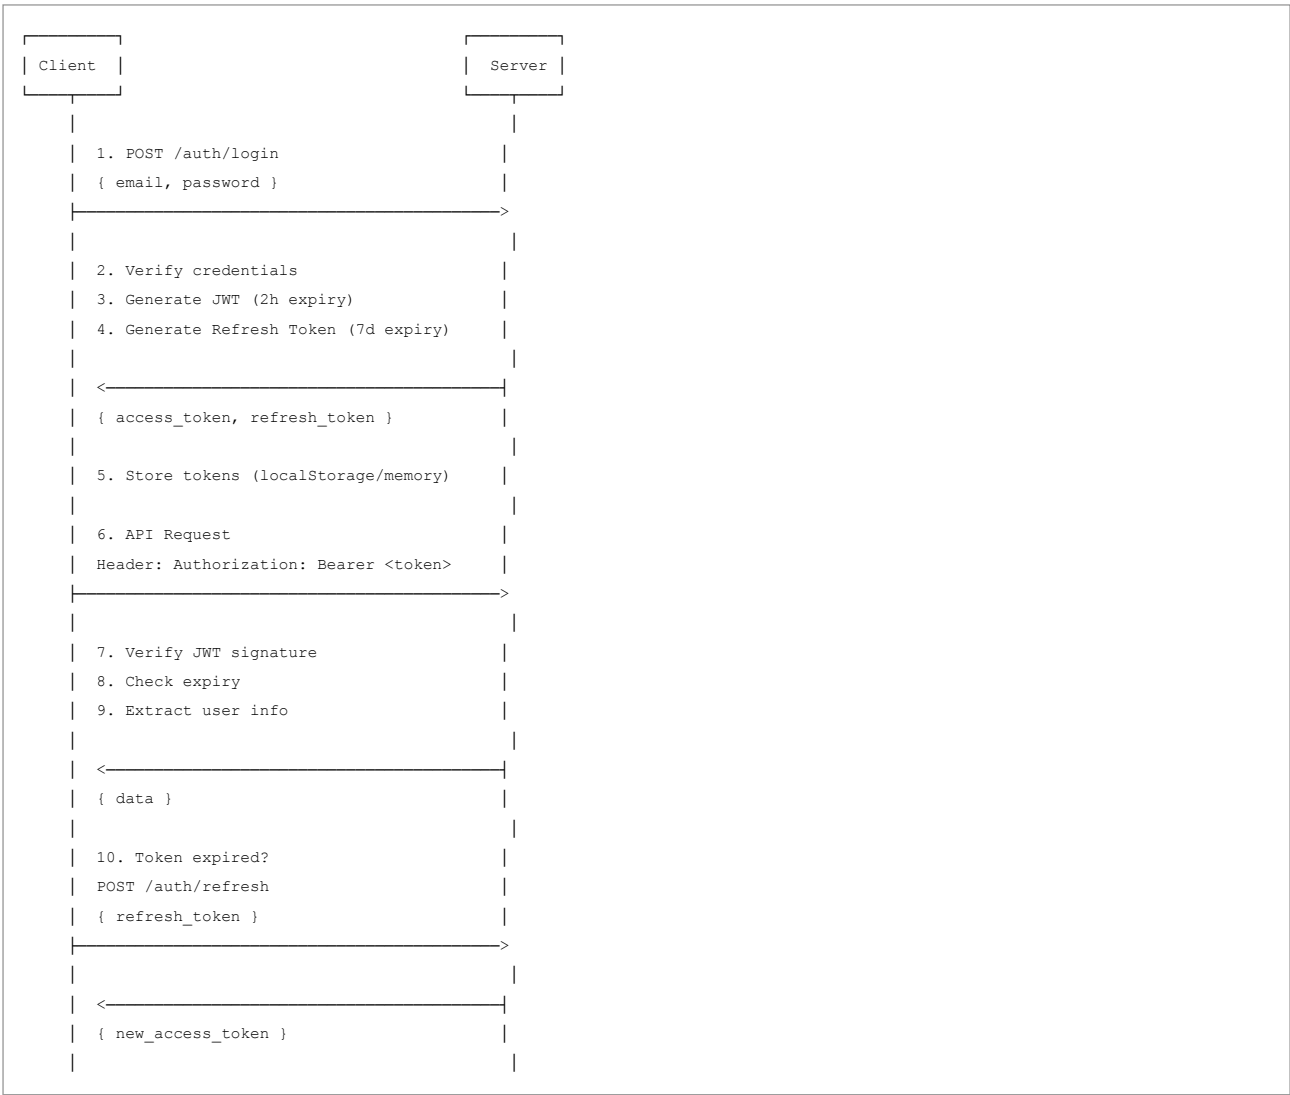 Client Server
1. POST /auth/login
{ email, password }
2. Verify credentials
3. Generate JWT (2h expiry)
4. Generate Refresh Token (7d expiry)
{ access_token, refresh_token }
5. Store tokens (localStorage/memory)
6. API Request
Header: Authorization: Bearer <token>
7. Verify JWT signature
8. Check expiry
9. Extract user info
{ data }
10. Token expired?
POST /auth/refresh
{ refresh_token }
{ new_access_token }